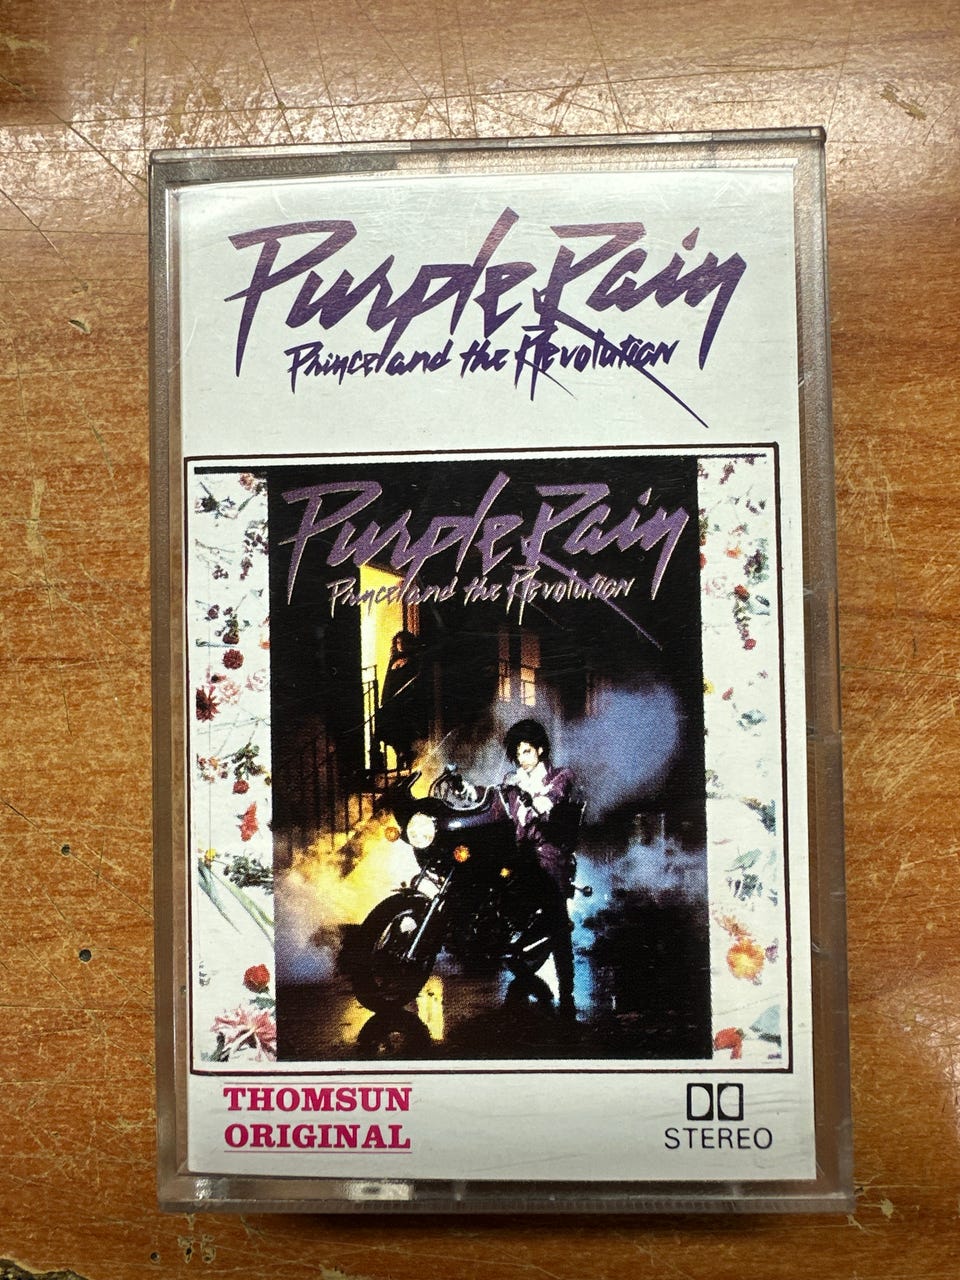 Purple Rain
Prince and the Revolution
Purple Rain
Prince and the Revolution
THOMSUN
ORIGINAL
STEREO